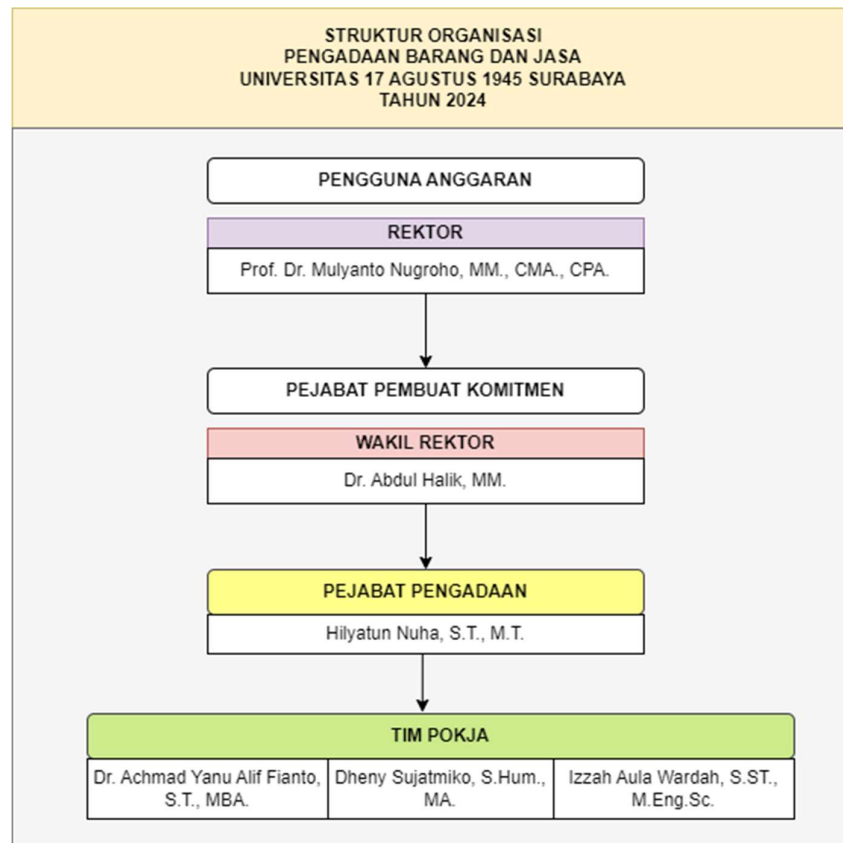 STRUKTUR ORGANISASI
PENGADAAN BARANG DAN JASA
UNIVERSITAS 17 AGUSTUS 1945 SURABAYA
TAHUN 2024
PENGGUNA ANGGARAN
REKTOR
Prof. Dr. Mulyanto Nugroho, MM., CMA., CPA.
PEJABAT PEMBUAT KOMITMEN
WAKIL REKTOR
Dr. Abdul Halik, MM.
PEJABAT PENGADAAN
Hilyatun Nuha, S.T., M.T.
TIM POKJA
Dr. Achmad Yanu Alif Fianto,
S.T., MBA.
Dheny Sujatmiko, S.Hum.,
MA.
Izzah Aula Wardah, S.ST.,
M.Eng.Sc.